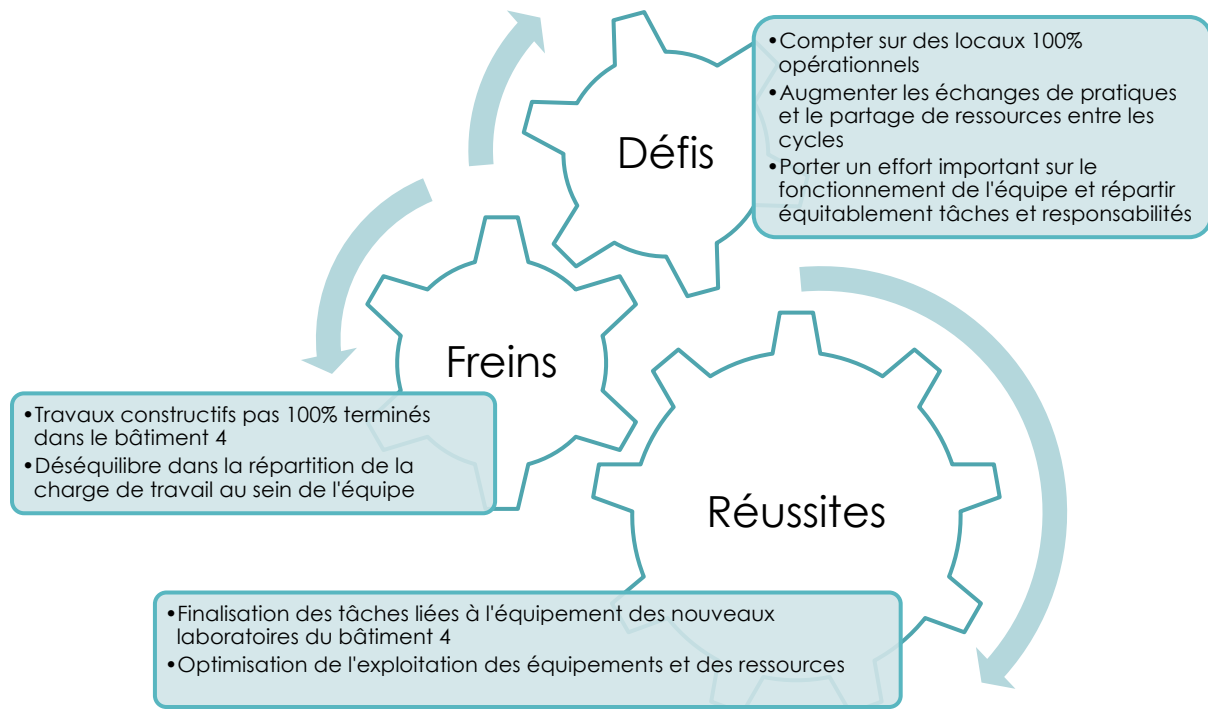 Défis
•Compter sur des locaux 100%
opérationnels
•Augmenter les échanges de pratiques
et le partage de ressources entre les
cycles
•Porter un effort important sur le
fonctionnement de l'équipe et répartir
équitablement tâches et responsabilités
Freins
•Travaux constructifs pas 100% terminés
dans le bâtiment 4
•Déséquilibre dans la répartition de la
charge de travail au sein de l'équipe
Réussites
•Finalisation des tâches liées à l'équipement des nouveaux
laboratoires du bâtiment 4
•Optimisation de l'exploitation des équipements et des ressources